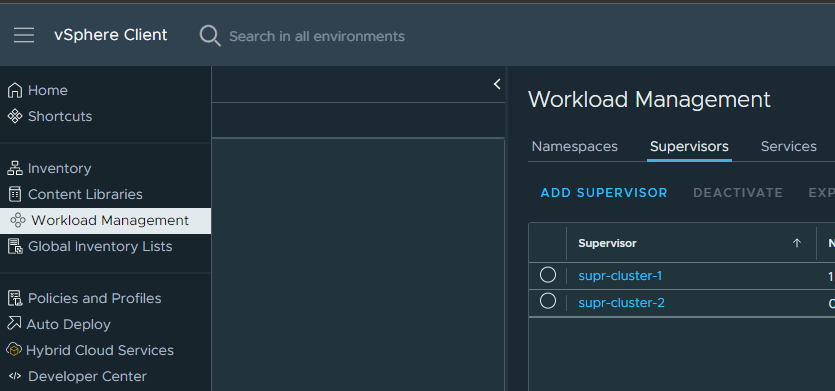 vSphere Client
Search in all environments
Home
Shortcuts
Inventory
Content Libraries
Workload Management
Global Inventory Lists
Policies and Profiles
Auto Deploy
Hybrid Cloud Services
Developer Center
Workload Management
Namespaces Supervisors Services
ADD SUPERVISOR DEACTIVATE EXP
Supervisor N
supr-cluster-1 1
supr-cluster-2